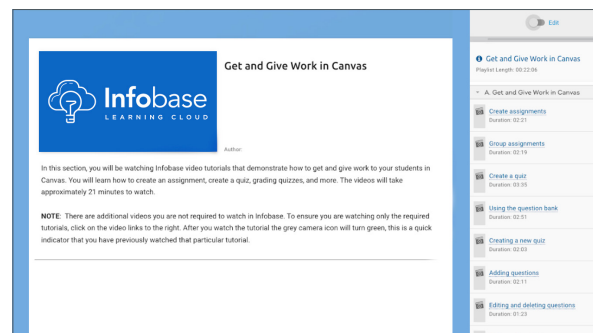 Edit
Get and Give Work in Canvas
Infobase
LEARNING CLOUD
Author:
In this section, you will be watching Infobase video tutorials that demonstrate how to get and give work to your students in
Canvas. You will learn how to create an assignment, create a quiz, grading quizzes, and more. The videos will take
approximately 21 minutes to watch.
NOTE: There are additional videos you are not required to watch in Infobase. To ensure you are watching only the required
tutorials, click on the video links to the right. After you watch the tutorial the grey camera icon will turn green, this is a quick
indicator that you have previously watched that particular tutorial.
Get and Give Work in Canvas
Playlist Length: 00:22:06
A. Get and Give Work in Canvas
Create assignments
Duration: 02:21
Group assignments
Duration: 02:19
Create a quiz
Duration: 03:35
Using the question bank
Duration: 02:51
Creating a new quiz
Duration: 02:03
Adding questions
Duration: 02:11
Editing and deleting questions
Duration: 01:23